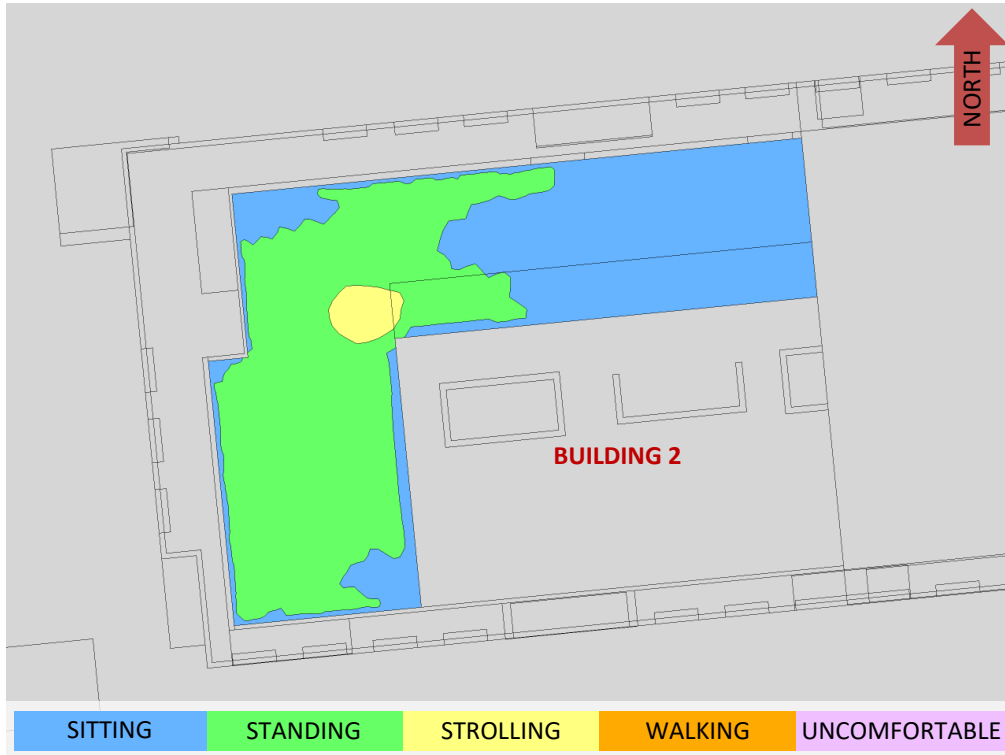 NORTH
BUILDING 2
SITTING
STANDING
STROLLING
WALKING
UNCOMFORTABLE